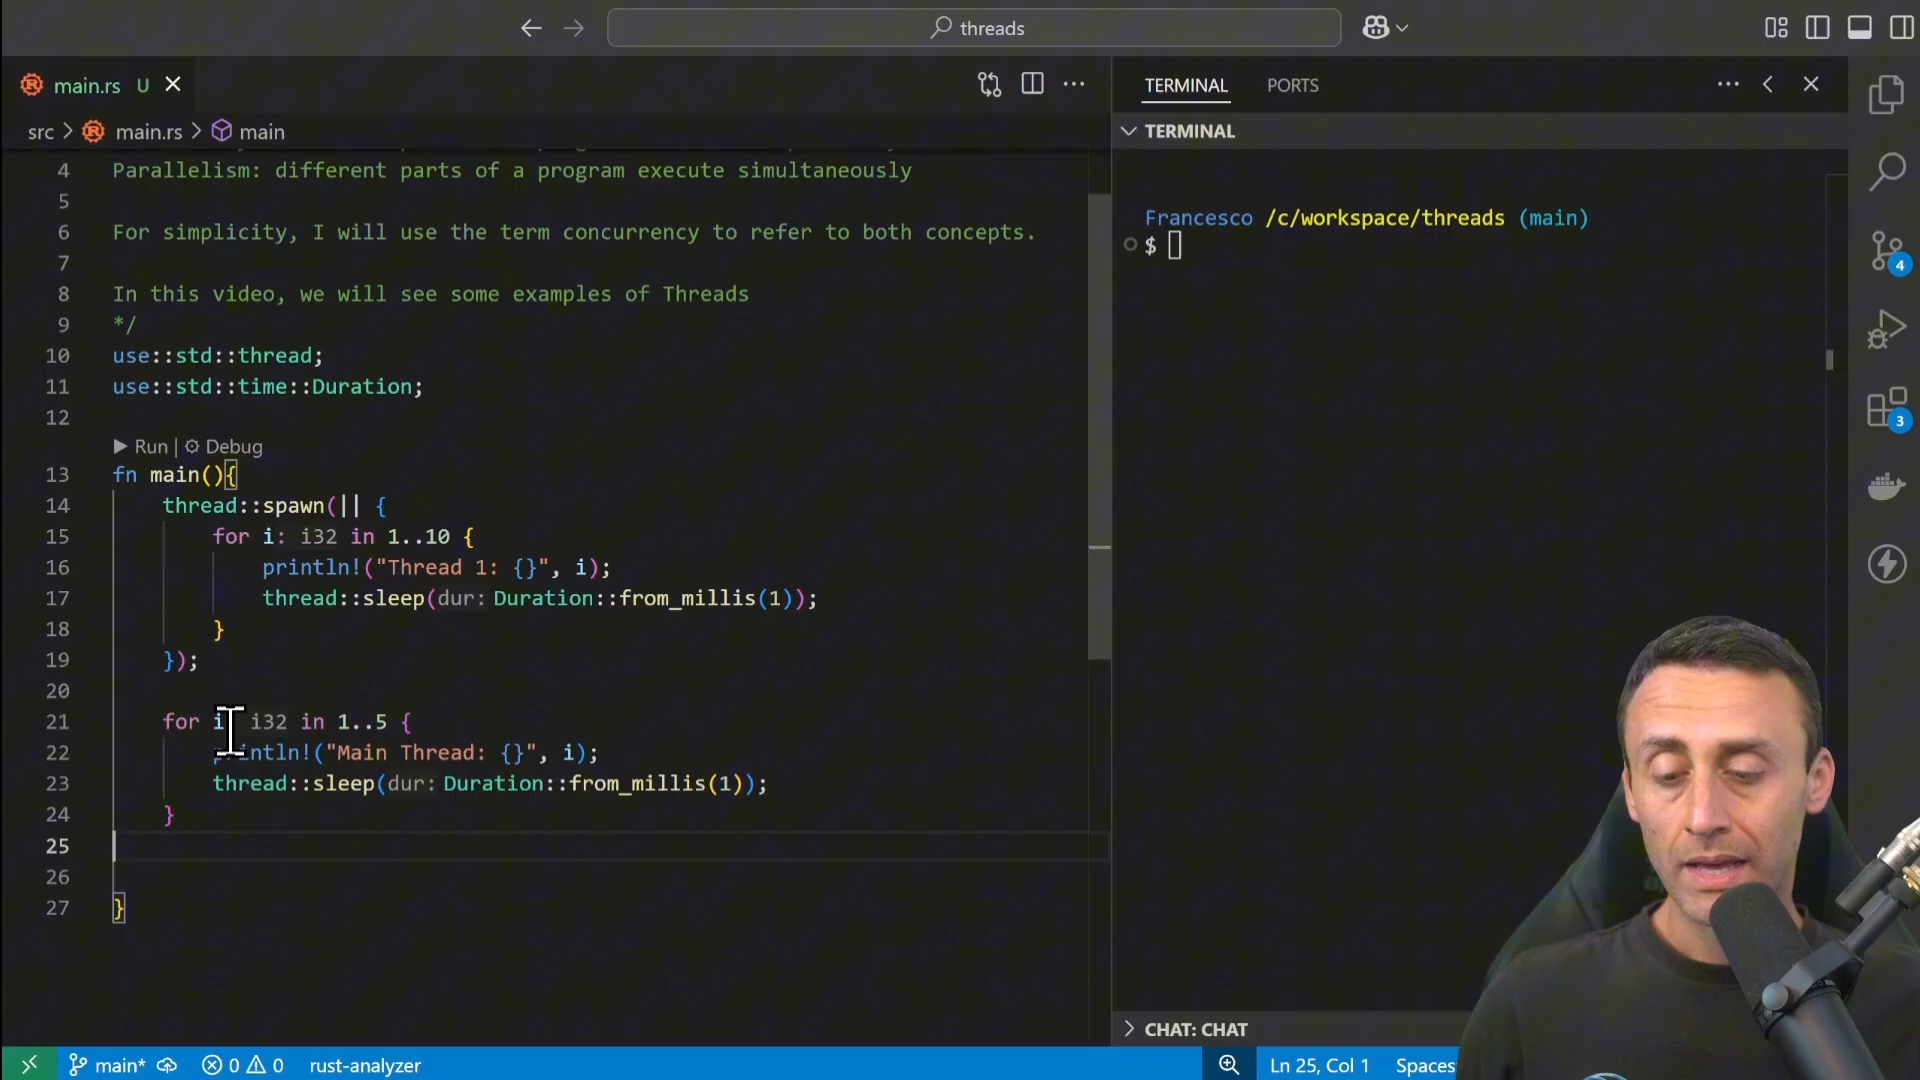 threads
main.rs U
TERMINAL PORTS
src main.rs main
TERMINAL
4 Parallelism: different parts of a program execute simultaneously
5
6 For simplicity, I will use the term concurrency to refer to both concepts.
7
8 In this video, we will see some examples of Threads
9 */
10 use::std::thread;
11 use::std::time::Duration;
12
Run | Debug
13 fn main(){
14 thread::spawn(|| {
15 for i: i32 in 1..10 {
16 println!("Thread 1: {}", i);
17 thread::sleep(dur: Duration::from_millis(1));
18 }
19 });
20
21 for i i32 in 1..5 {
22 println!("Main Thread: {}", i);
23 thread::sleep(dur: Duration::from_millis(1));
24 }
25
26
27 }
Francesco /c/workspace/threads (main)
$
4
3
CHAT: CHAT
main* 0 0 rust-analyzer
Ln 25, Col 1 Spaces